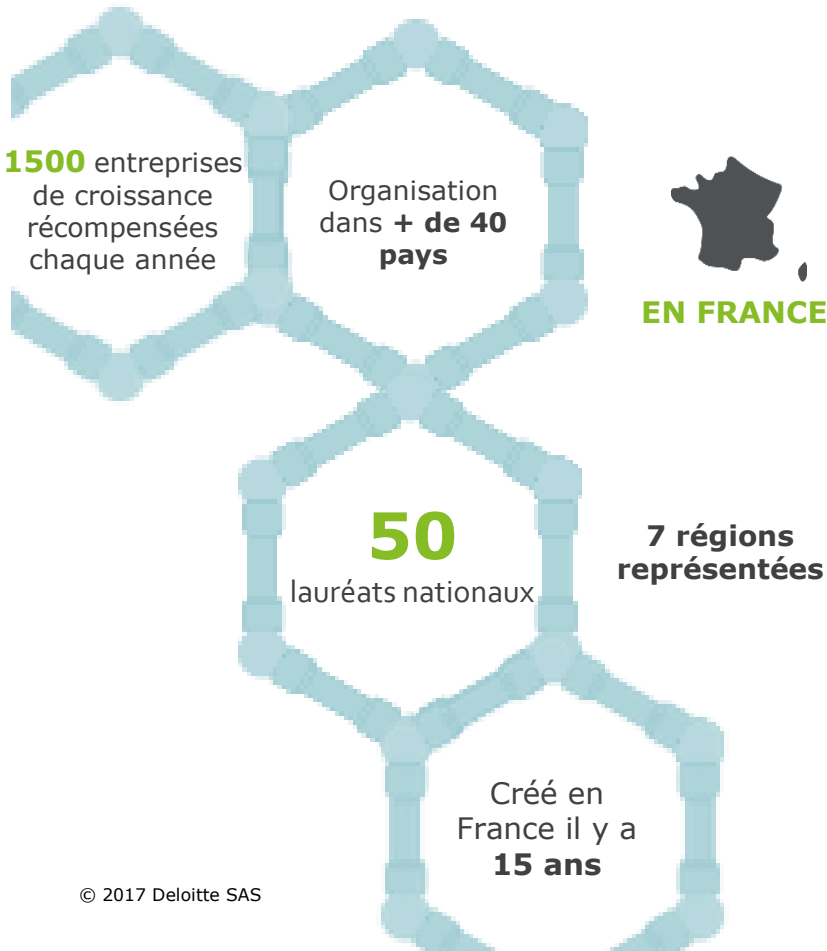 1500 entreprises
de croissance
récompensées
chaque année
Organisation
dans + de 40
pays
EN FRANCE
50
lauréats nationaux
7 régions
représentées
Créé en
France il y a
15 ans
© 2017 Deloitte SAS